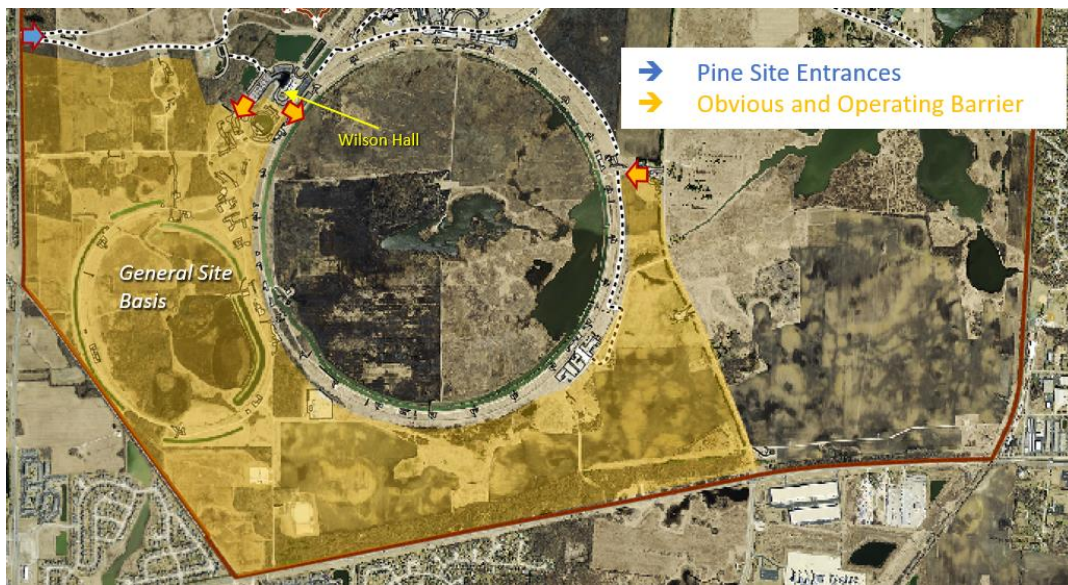 → Pine Site Entrances
→ Obvious and Operating Barrier
Wilson Hall
General Site
Basis